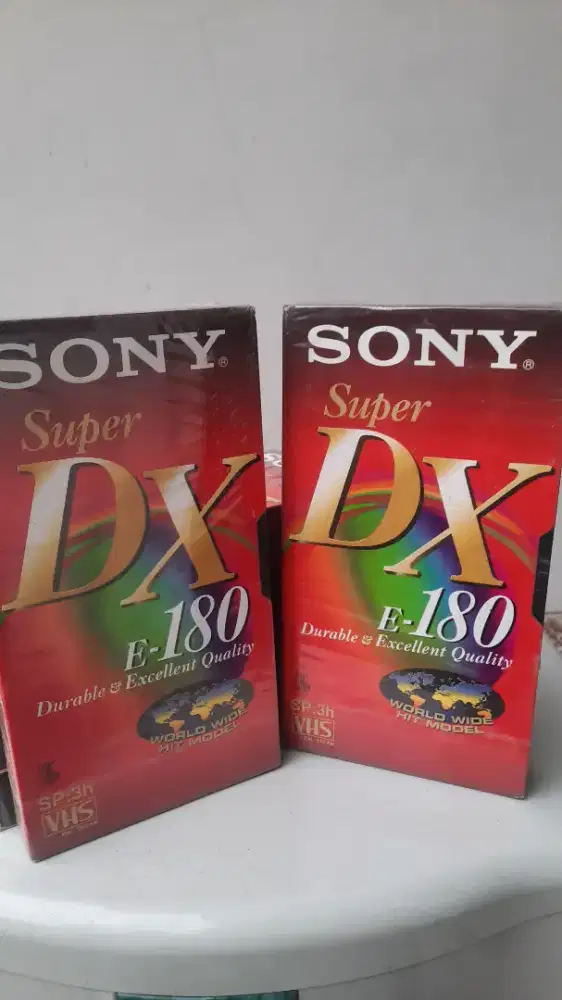 SONY®
Super
DX
E-180
Durable & Excellent Quality
WORLD WIDE
HIT MODEL
SP:3h
VHS
SONY®
Super
DX
E-180
Durable & Excellent Quality
WORLD WIDE
HIT MODEL
SP:3h
VHS